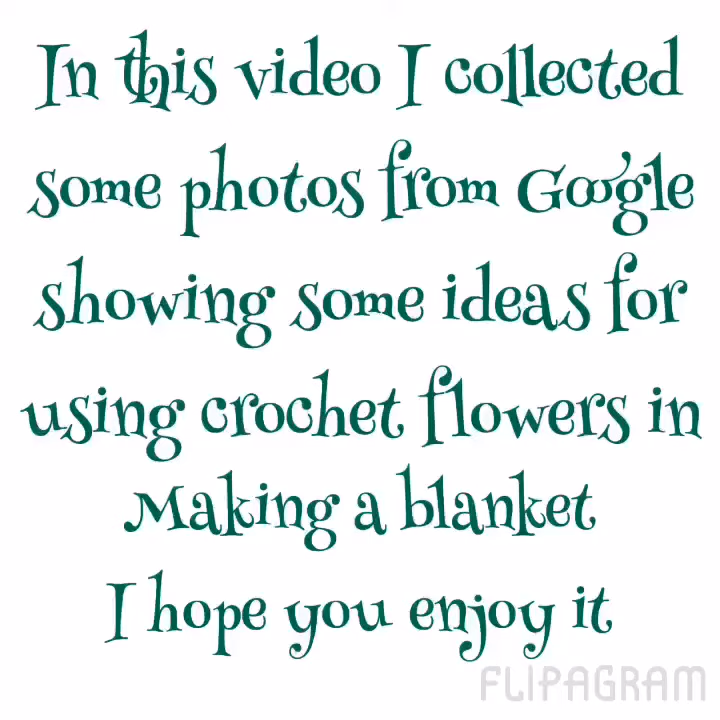 In this video I collected
some photos from Google
showing some ideas for
using crochet flowers in
Making a blanket
I hope you enjoy it
FLIPAGRAM